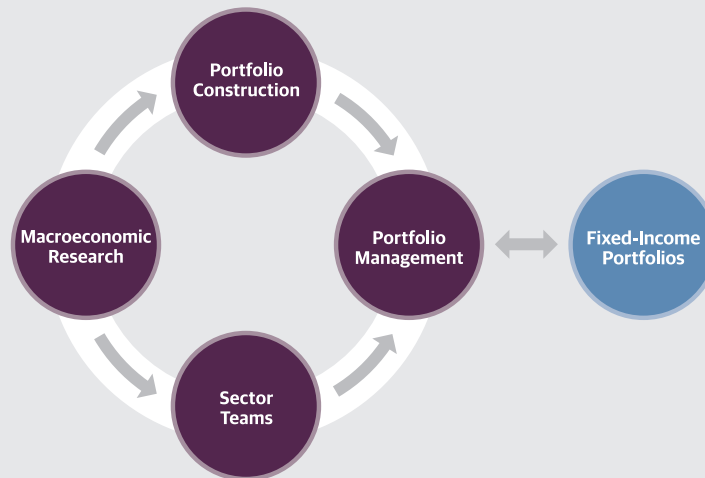 Portfolio
Construction
Macroeconomic
Research
Portfolio
Management
Fixed-Income
Portfolios
Sector
Teams